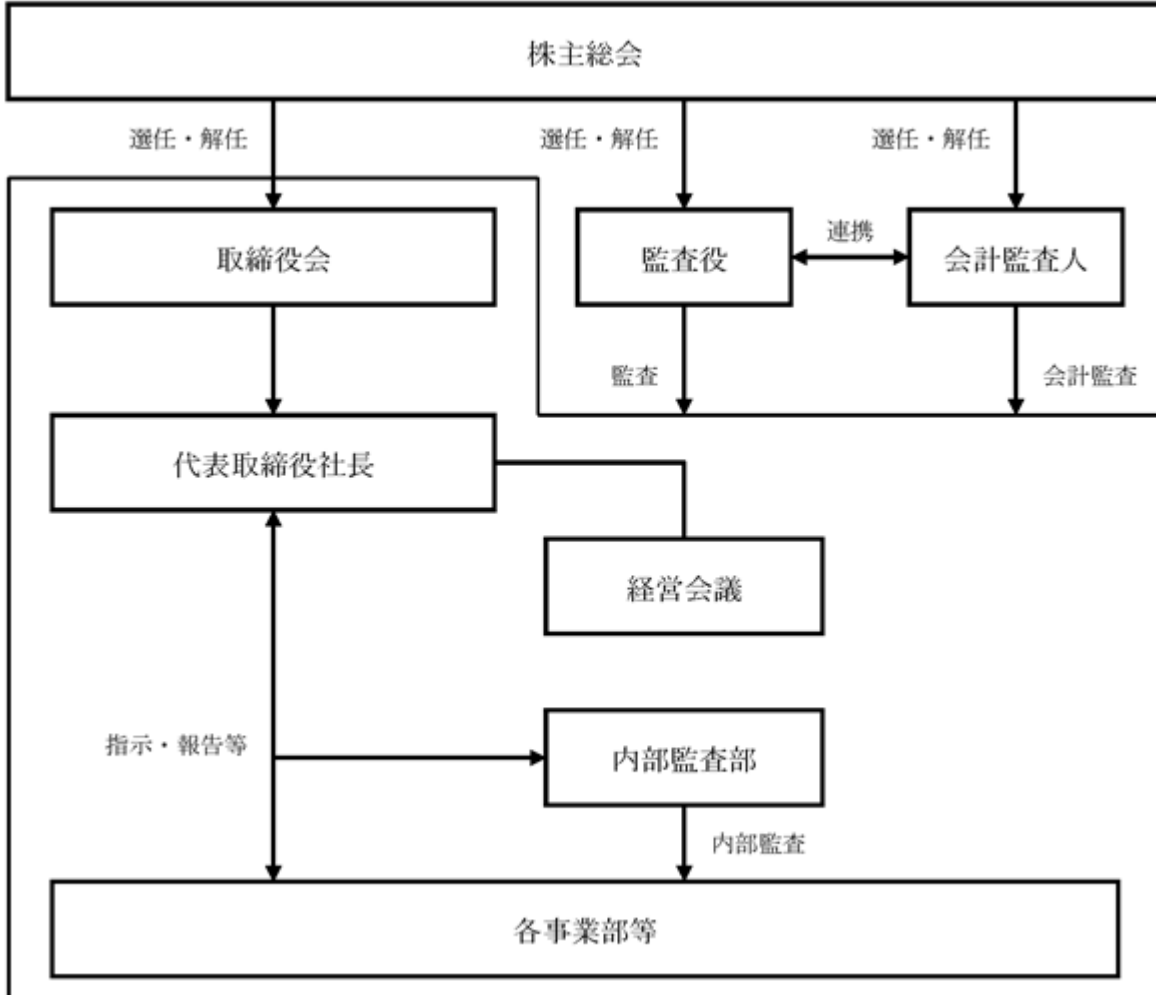 株主総会
選任・解任
選任・解任
選任・解任
取締役会
監査役
連携
会計監査人
監査
会計監査
代表取締役社長
経営会議
指示・報告等
内部監査部
内部監査
各事業部等